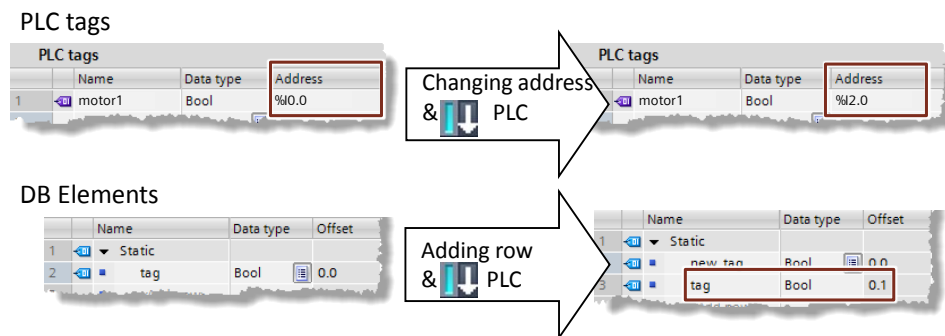 PLC tags
PLC tags
Name Data type Address
1 motor1 Bool %I0.0
Changing address
& PLC
PLC tags
Name Data type Address
motor1 Bool %I2.0
DB Elements
Name Data type Offset
1 Static
2 tag Bool 0.0
Adding row
& PLC
Name Data type Offset
1 Static
new_tag Bool 0.0
3 tag Bool 0.1